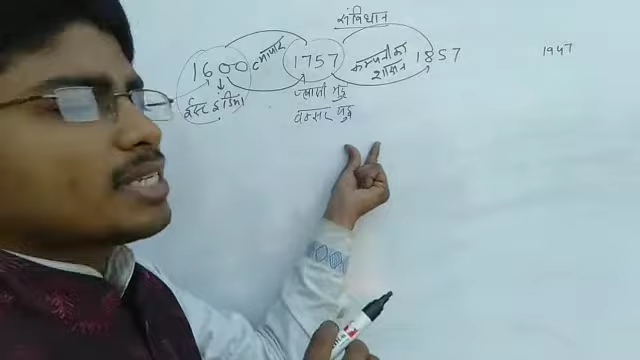 संविधान
1600 व्यापार 1757 कम्पनी का शासन 1857 1947
ईस्ट इंडिया
प्लासी युद्ध
बक्सर युद्ध